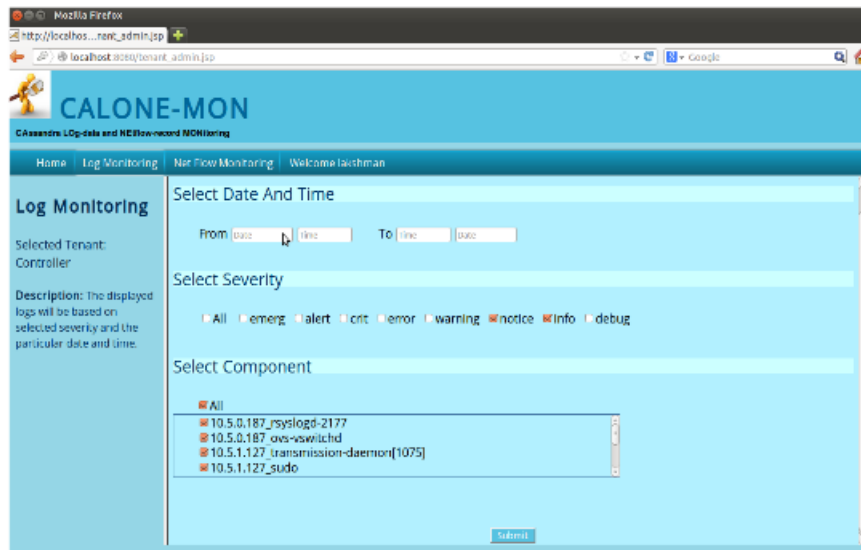 Mozilla Firefox
http://localhos...nant_admin.jsp
localhost:8080/tenant_admin.jsp
Google
CALONE-MON
CAssandra LOg-data and NEtflow-record MONitoring
Home Log Monitoring Net Flow Monitoring Welcome lakshman
Log Monitoring
Selected Tenant:
Controller
Description: The displayed
logs will be based on
selected severity and the
particular date and time.
Select Date And Time
From Date Time To Time Date
Select Severity
All emerg alert crit error warning notice info debug
Select Component
All
10.5.0.187_rsyslogd-2177
10.5.0.187_ovs-vswitchd
10.5.1.127_transmission-daemon[1075]
10.5.1.127_sudo
Submit